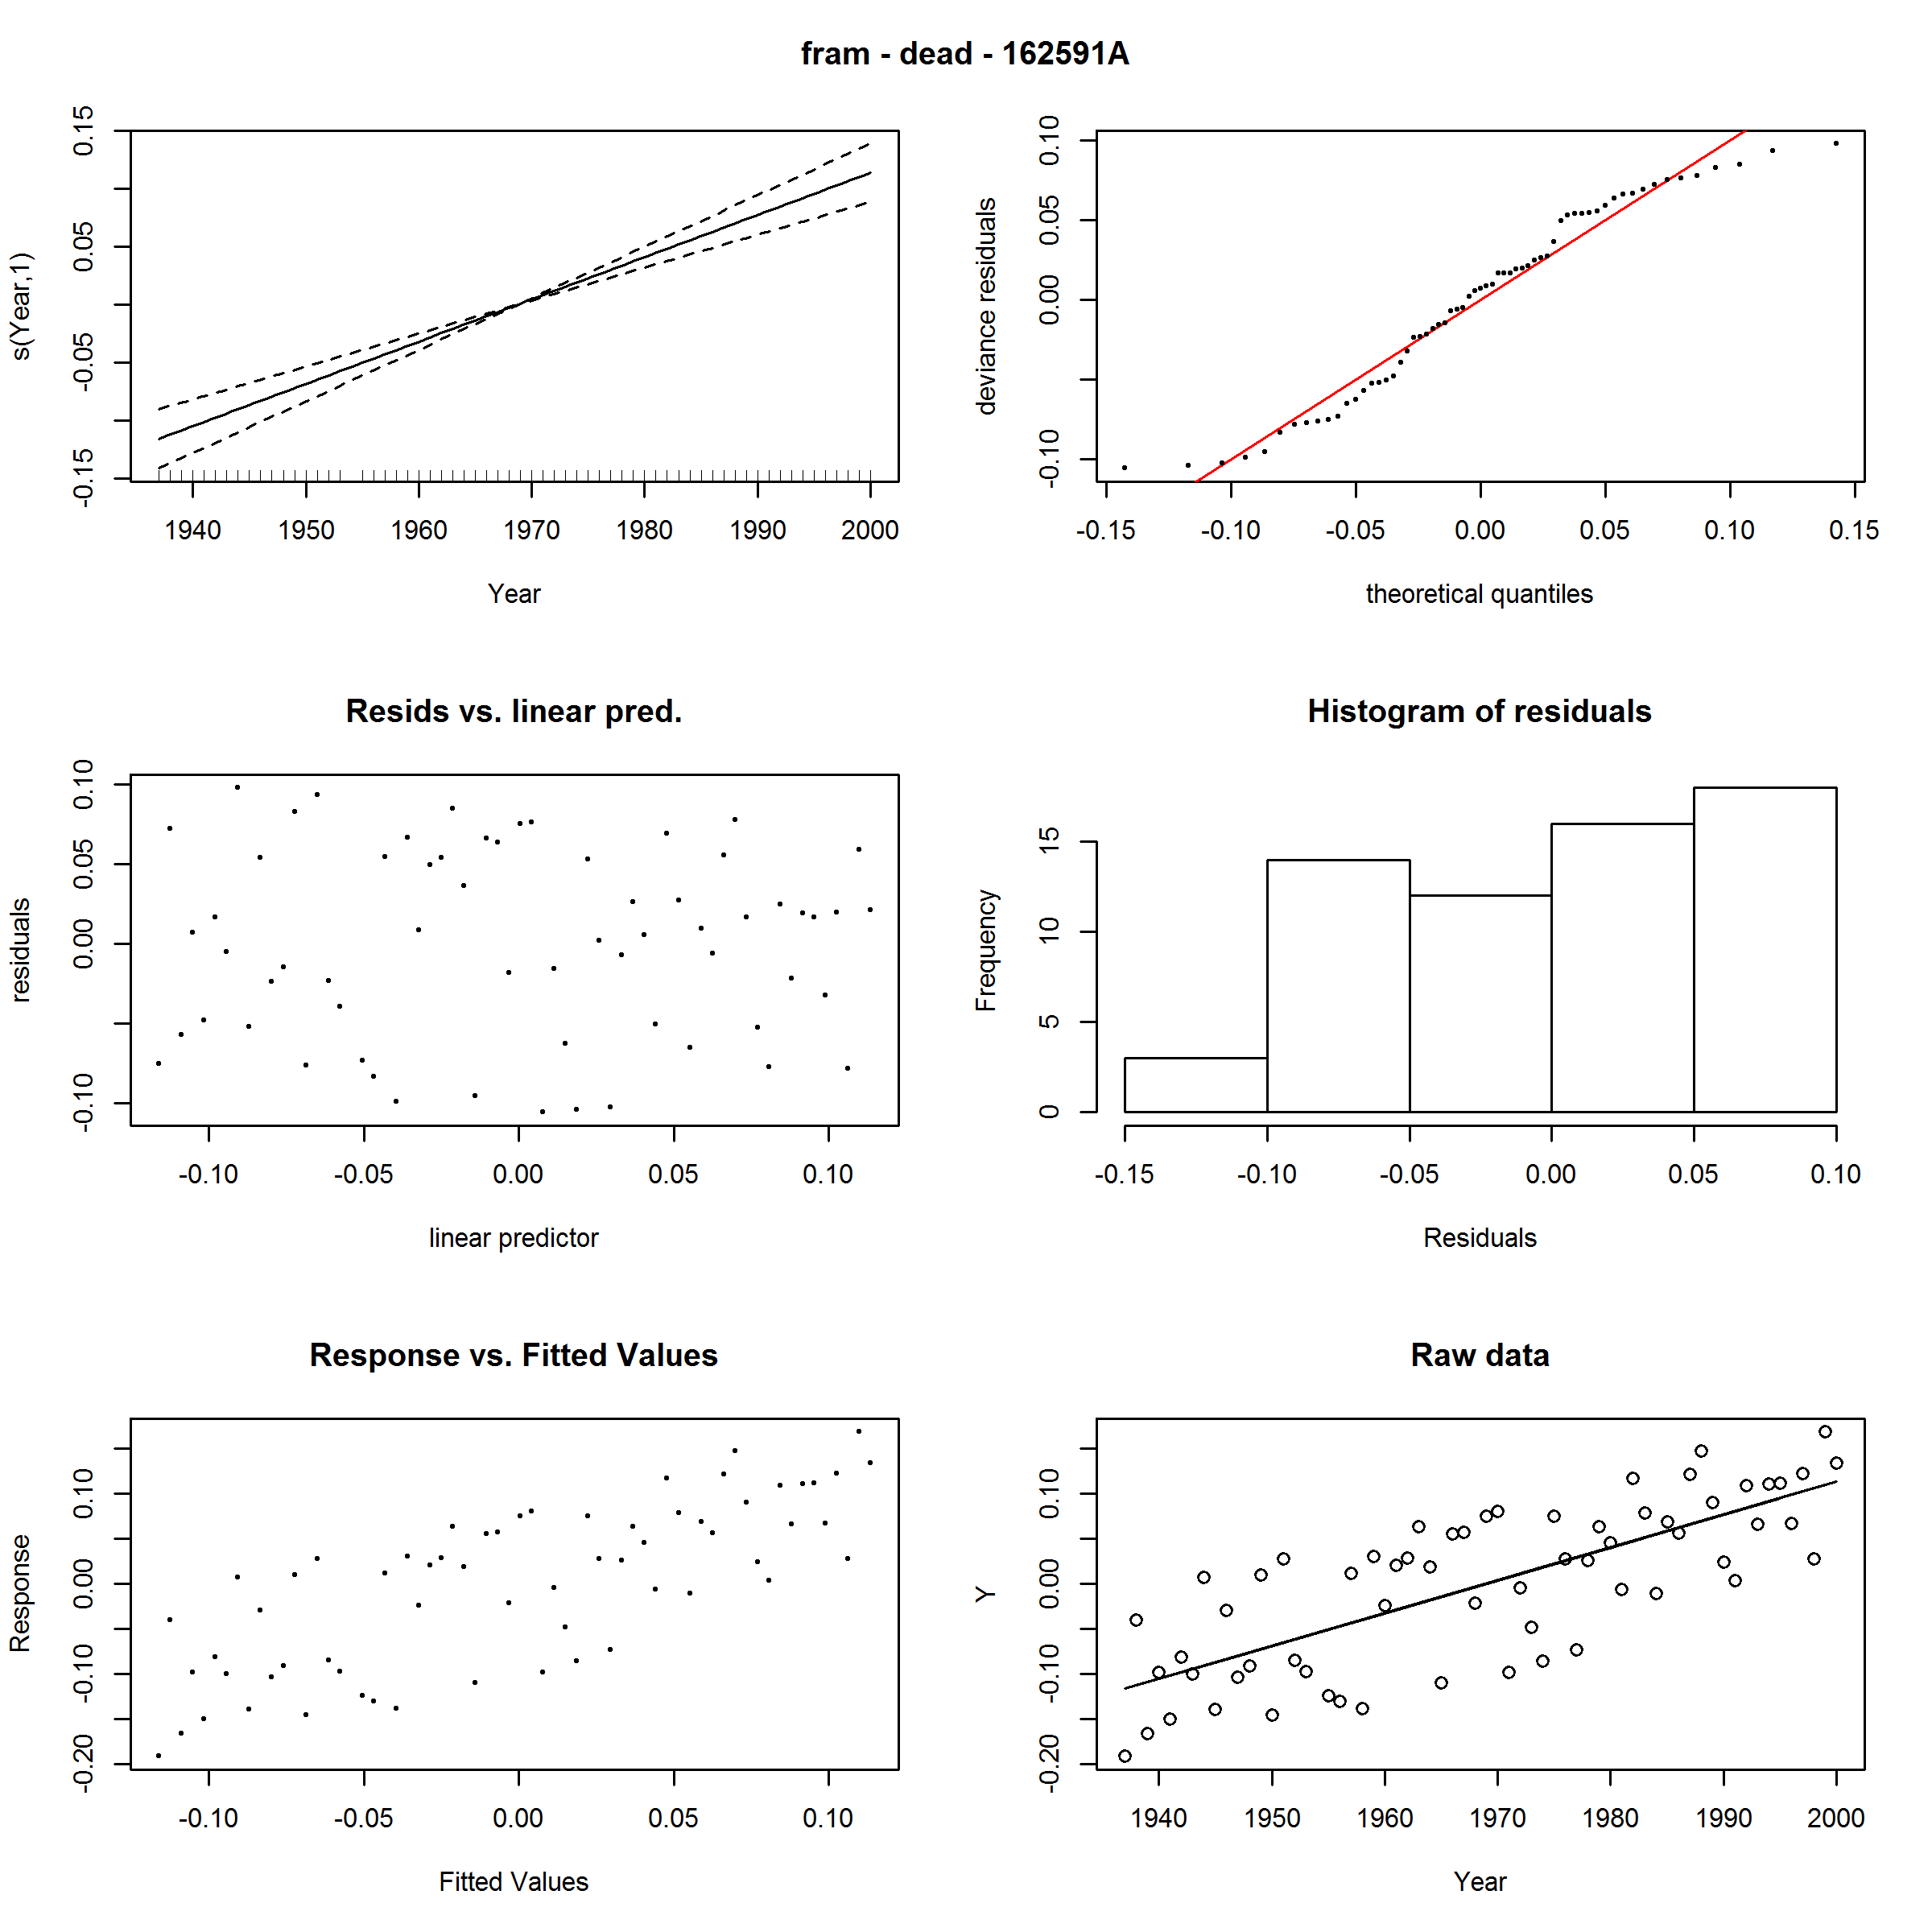 fram - dead - 162591A
s(Year,1)
-0.15 -0.05 0.05 0.15
1940 1950 1960 1970 1980 1990 2000
Year
deviance residuals
-0.10 0.00 0.05 0.10
-0.15 -0.10 -0.05 0.00 0.05 0.10 0.15
theoretical quantiles
Resids vs. linear pred.
residuals
-0.10 0.00 0.05 0.10
-0.10 -0.05 0.00 0.05 0.10
linear predictor
Histogram of residuals
Frequency
0 5 10 15
-0.15 -0.10 -0.05 0.00 0.05 0.10
Residuals
Response vs. Fitted Values
Response
-0.20 -0.10 0.00 0.10
-0.10 -0.05 0.00 0.05 0.10
Fitted Values
Raw data
Y
-0.20 -0.10 0.00 0.10
1940 1950 1960 1970 1980 1990 2000
Year